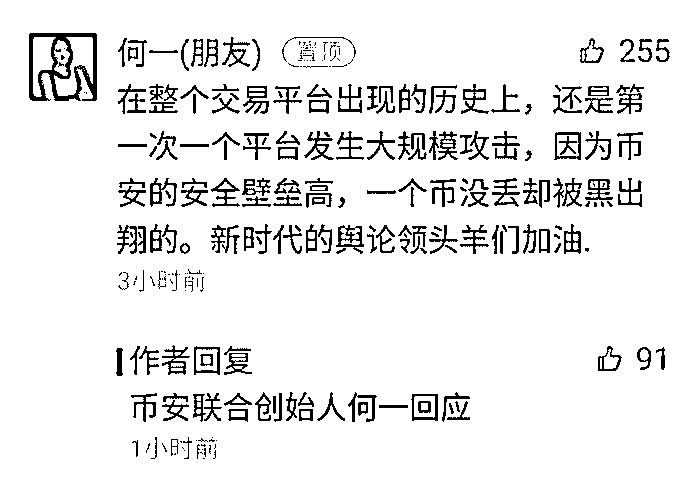 何一(朋友) 置顶 255
在整个交易平台出现的历史上，还是第
一次一个平台发生大规模攻击，因为币
安的安全壁垒高，一个币没丢却被黑出
翔的。新时代的舆论领头羊们加油.
3小时前
作者回复 91
币安联合创始人何一回应
1小时前